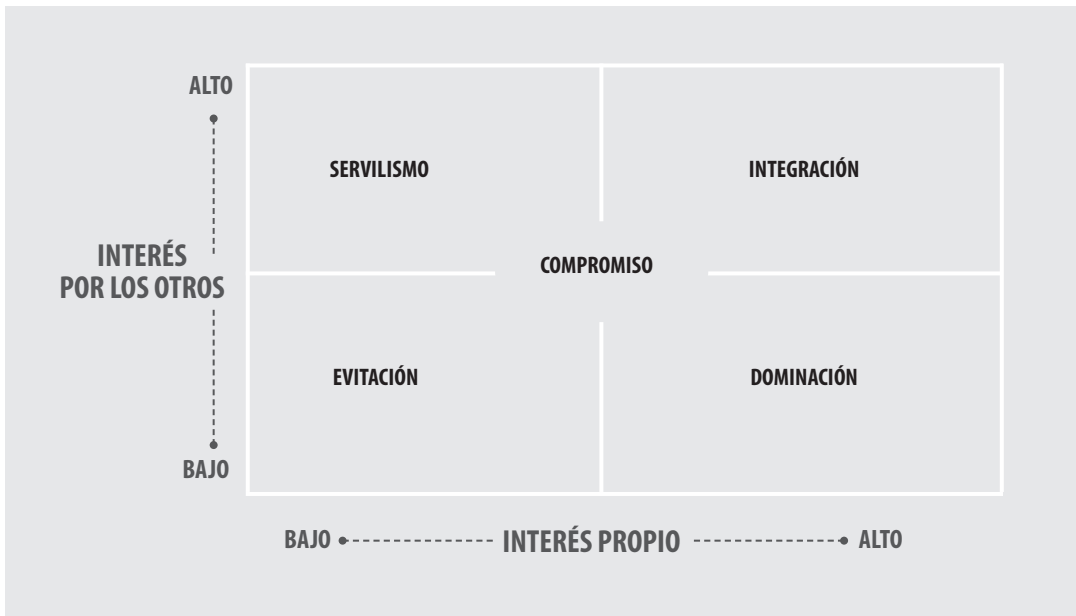 ALTO
SERVILISMO
INTEGRACIÓN
INTERÉS
POR LOS OTROS
COMPROMISO
EVITACIÓN
DOMINACIÓN
BAJO
BAJO INTERÉS PROPIO ALTO